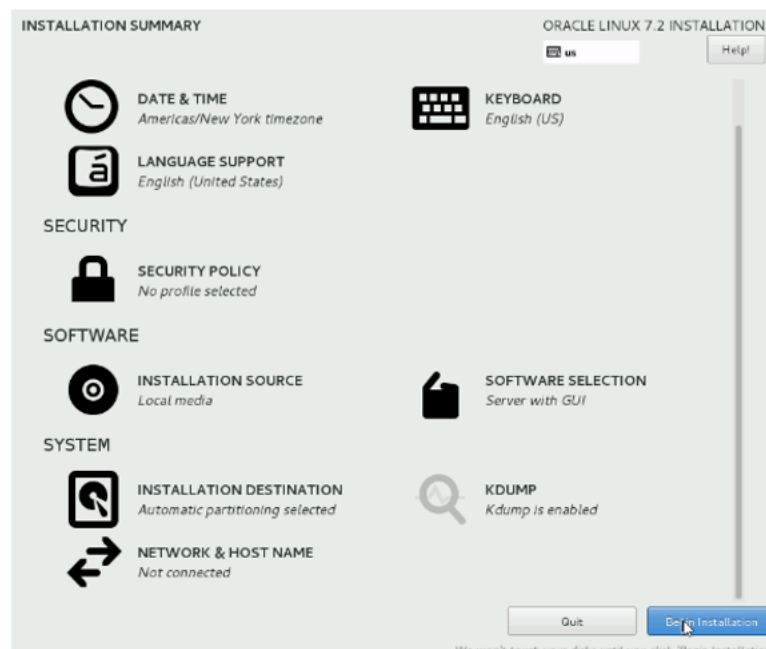 INSTALLATION SUMMARY
ORACLE LINUX 7.2 INSTALLATION
us
Help!
DATE & TIME
Americas/New York timezone
KEYBOARD
English (US)
LANGUAGE SUPPORT
English (United States)
SECURITY
SECURITY POLICY
No profile selected
SOFTWARE
INSTALLATION SOURCE
Local media
SOFTWARE SELECTION
Server with GUI
SYSTEM
INSTALLATION DESTINATION
Automatic partitioning selected
KDUMP
Kdump is enabled
NETWORK & HOST NAME
Not connected
Quit
Begin Installation